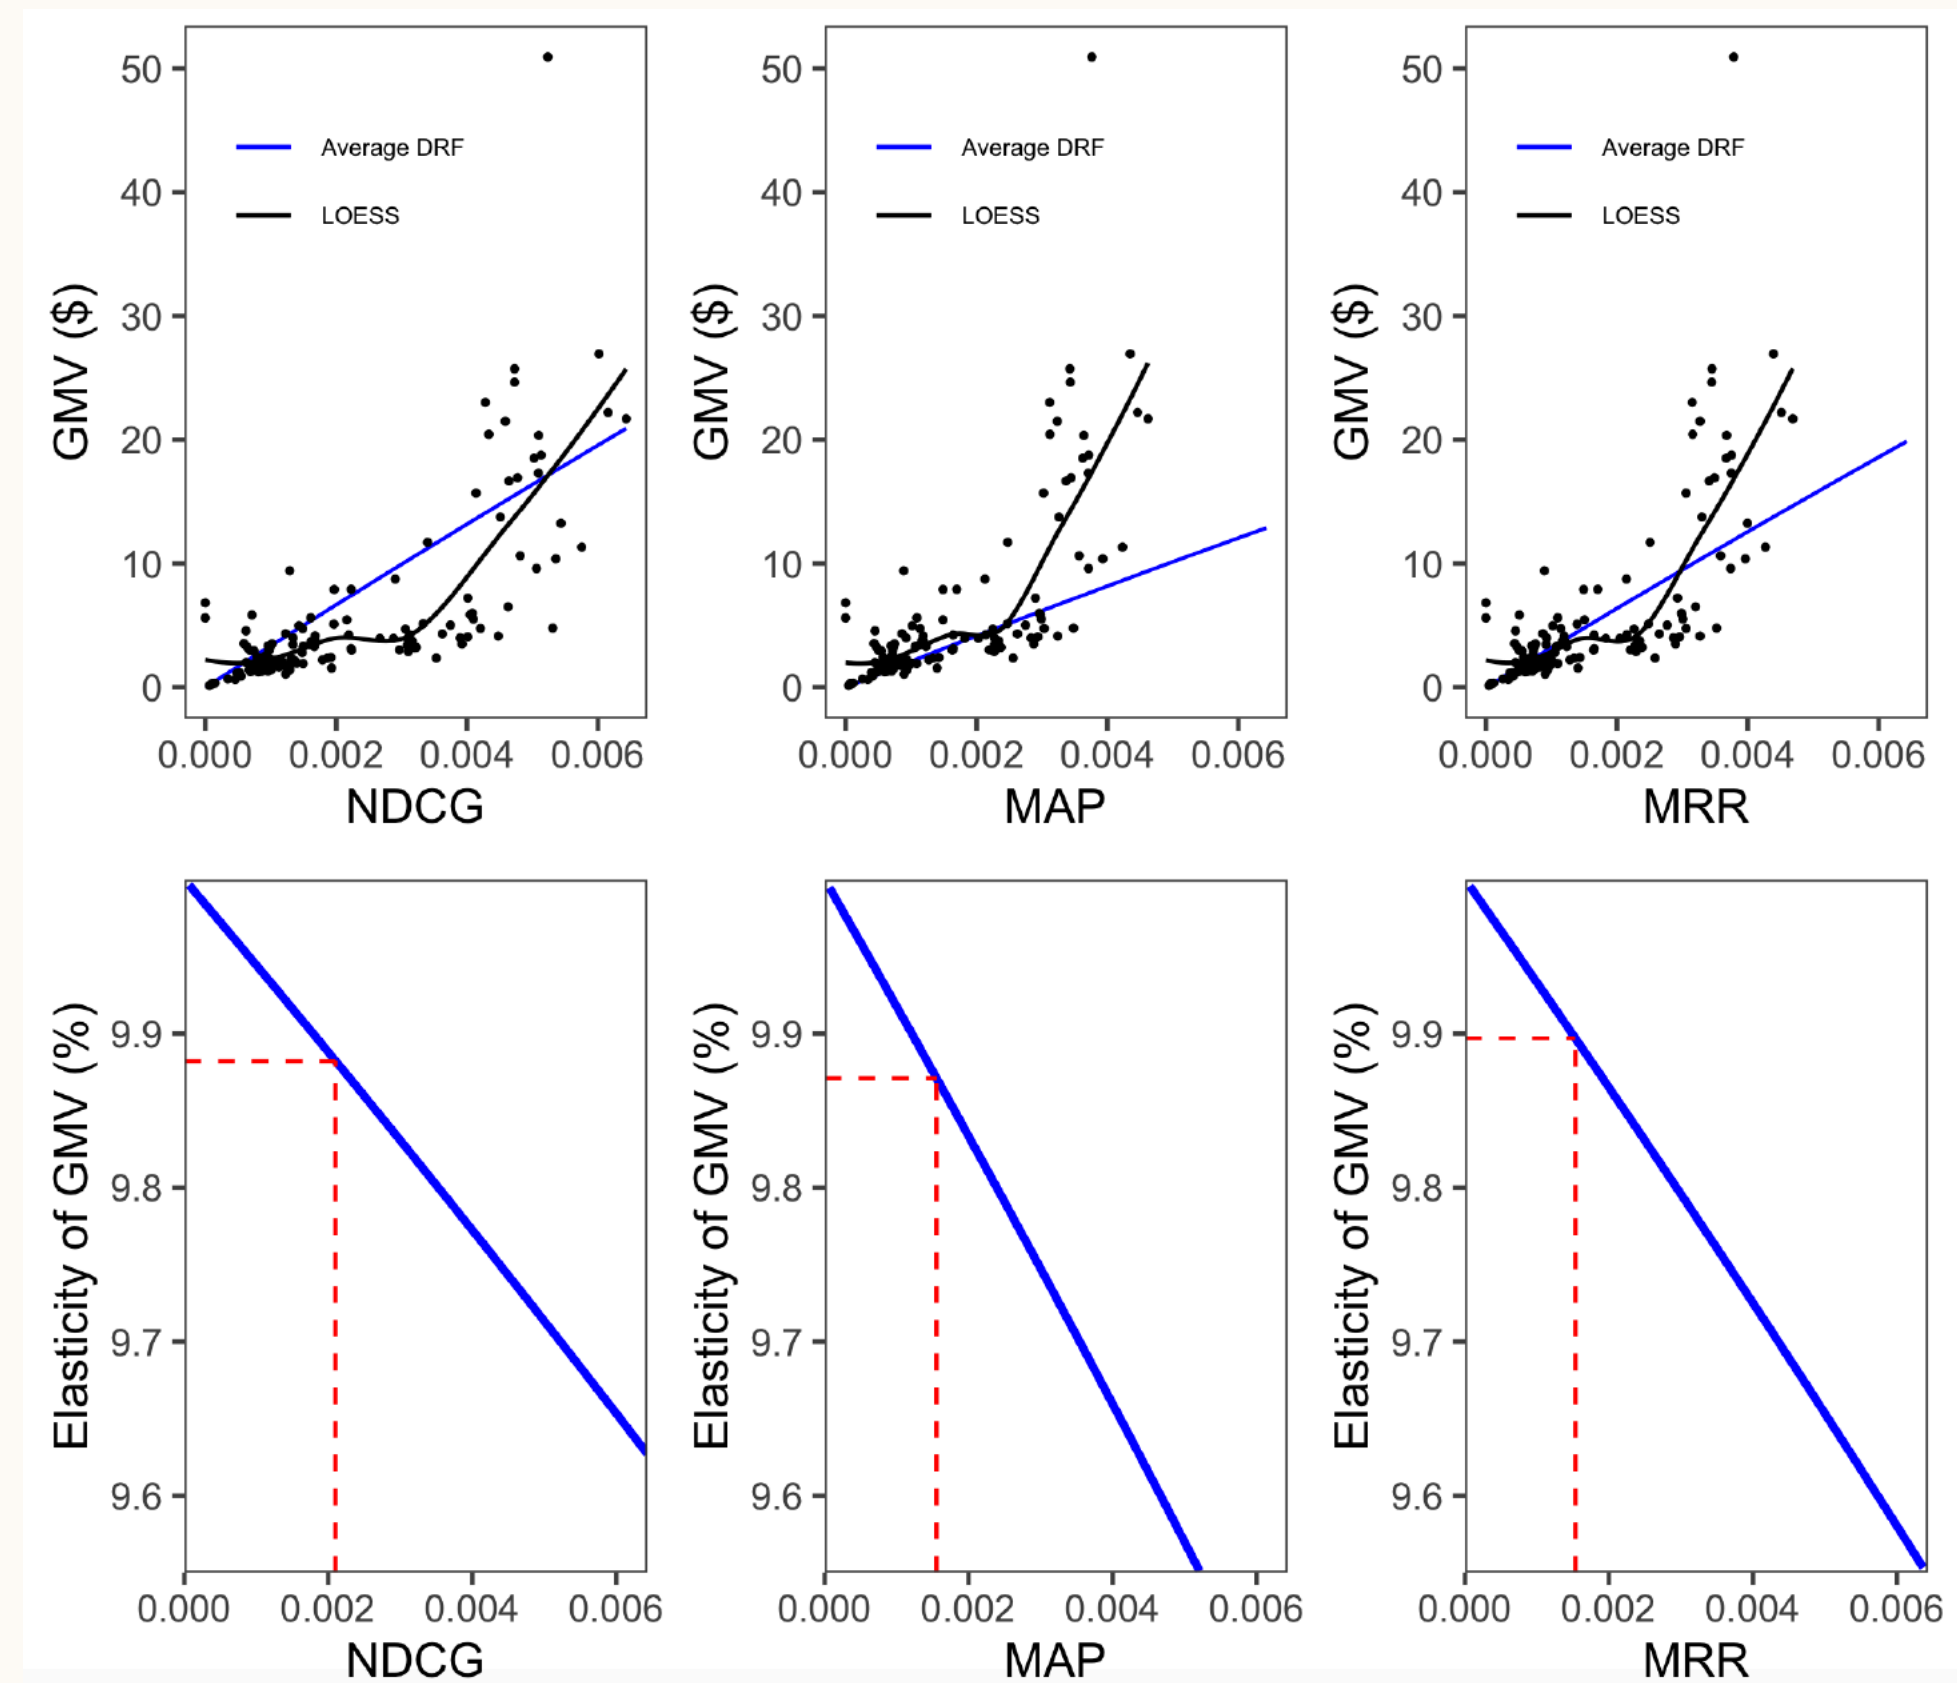 50
40
30
20
10
0
GMV ($)
Average DRF
LOESS
0.000 0.002 0.004 0.006
NDCG
50
40
30
20
10
0
GMV ($)
Average DRF
LOESS
0.000 0.002 0.004 0.006
MAP
50
40
30
20
10
0
GMV ($)
Average DRF
LOESS
0.000 0.002 0.004 0.006
MRR
9.9
9.8
9.7
9.6
Elasticity of GMV (%)
0.000 0.002 0.004 0.006
NDCG
9.9
9.8
9.7
9.6
Elasticity of GMV (%)
0.000 0.002 0.004 0.006
MAP
9.9
9.8
9.7
9.6
Elasticity of GMV (%)
0.000 0.002 0.004 0.006
MRR